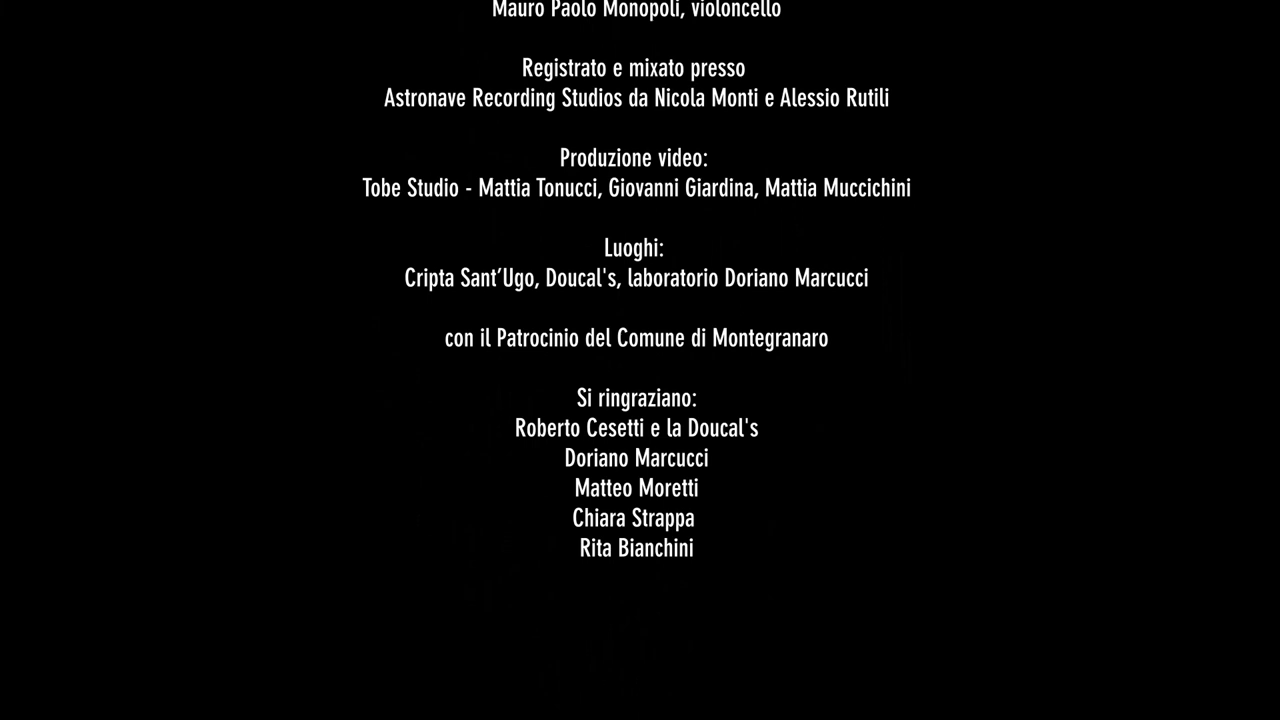 Mauro Paolo Monopoli, violoncello
Registrato e mixato presso
Astronave Recording Studios da Nicola Monti e Alessio Rutili
Produzione video:
Tobe Studio - Mattia Tonucci, Giovanni Giardina, Mattia Muccichini
Luoghi:
Cripta Sant’Ugo, Doucal's, laboratorio Doriano Marcucci
con il Patrocinio del Comune di Montegranaro
Si ringraziano:
Roberto Cesetti e la Doucal's
Doriano Marcucci
Matteo Moretti
Chiara Strappa
Rita Bianchini